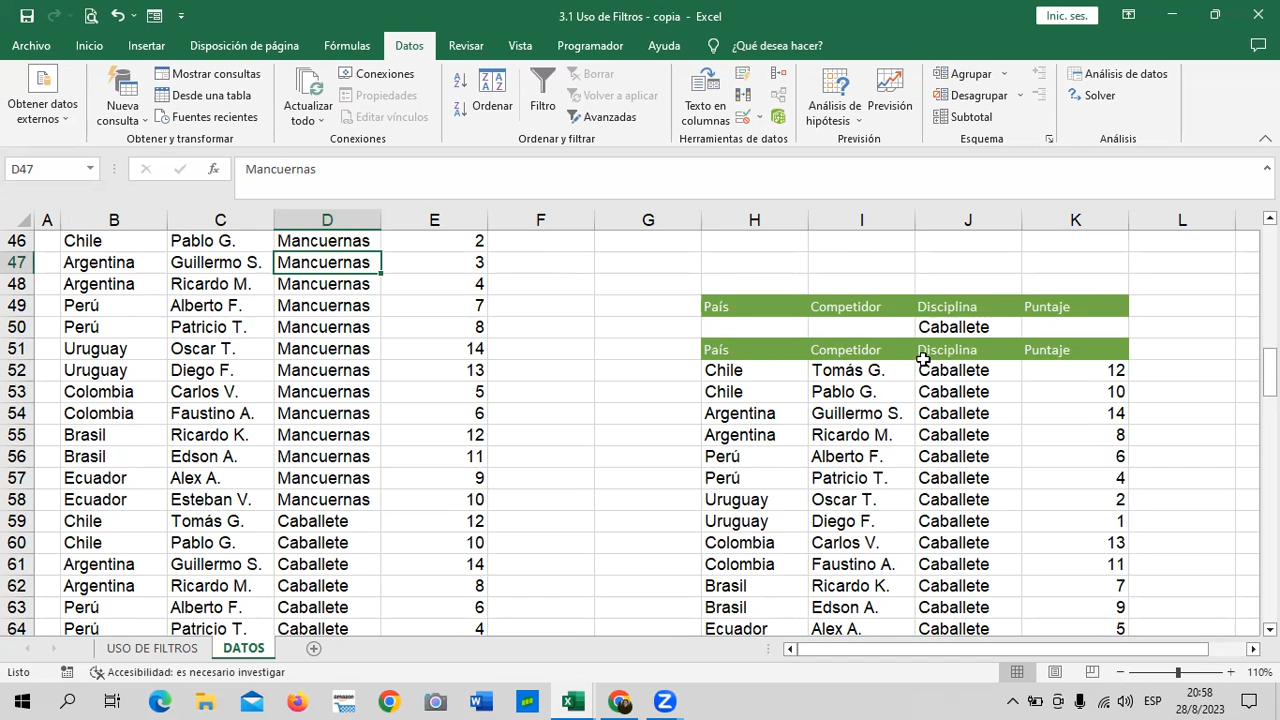 3.1 Uso de Filtros - copia - Excel
Inic. ses.
Archivo Inicio Insertar Disposición de página Fórmulas Datos Revisar Vista Programador Ayuda ¿Qué desea hacer?
Obtener datos externos
Nueva consulta
Mostrar consultas
Desde una tabla
Fuentes recientes
Obtener y transformar
Actualizar todo
Conexiones
Propiedades
Editar vínculos
Conexiones
Ordenar
Filtro
Borrar
Volver a aplicar
Avanzadas
Ordenar y filtrar
Texto en columnas
Herramientas de datos
Análisis de hipótesis
Previsión
Previsión
Agrupar
Desagrupar
Subtotal
Esquema
Análisis de datos
Solver
Análisis
D47 fx Mancuernas
A B C D E F G H I J K L
46 Chile Pablo G. Mancuernas 2
47 Argentina Guillermo S. Mancuernas 3
48 Argentina Ricardo M. Mancuernas 4
49 Perú Alberto F. Mancuernas 7 País Competidor Disciplina Puntaje
50 Perú Patricio T. Mancuernas 8 Caballete
51 Uruguay Oscar T. Mancuernas 14 País Competidor Disciplina Puntaje
52 Uruguay Diego F. Mancuernas 13 Chile Tomás G. Caballete 12
53 Colombia Carlos V. Mancuernas 5 Chile Pablo G. Caballete 10
54 Colombia Faustino A. Mancuernas 6 Argentina Guillermo S. Caballete 14
55 Brasil Ricardo K. Mancuernas 12 Argentina Ricardo M. Caballete 8
56 Brasil Edson A. Mancuernas 11 Perú Alberto F. Caballete 6
57 Ecuador Alex A. Mancuernas 9 Perú Patricio T. Caballete 4
58 Ecuador Esteban V. Mancuernas 10 Uruguay Oscar T. Caballete 2
59 Chile Tomás G. Caballete 12 Uruguay Diego F. Caballete 1
60 Chile Pablo G. Caballete 10 Colombia Carlos V. Caballete 13
61 Argentina Guillermo S. Caballete 14 Colombia Faustino A. Caballete 11
62 Argentina Ricardo M. Caballete 8 Brasil Ricardo K. Caballete 7
63 Perú Alberto F. Caballete 6 Brasil Edson A. Caballete 9
64 Perú Patricio T. Caballete 4 Ecuador Alex A. Caballete 5
USO DE FILTROS DATOS
Listo Accesibilidad: es necesario investigar 110%
ESP 20:58
28/8/2023